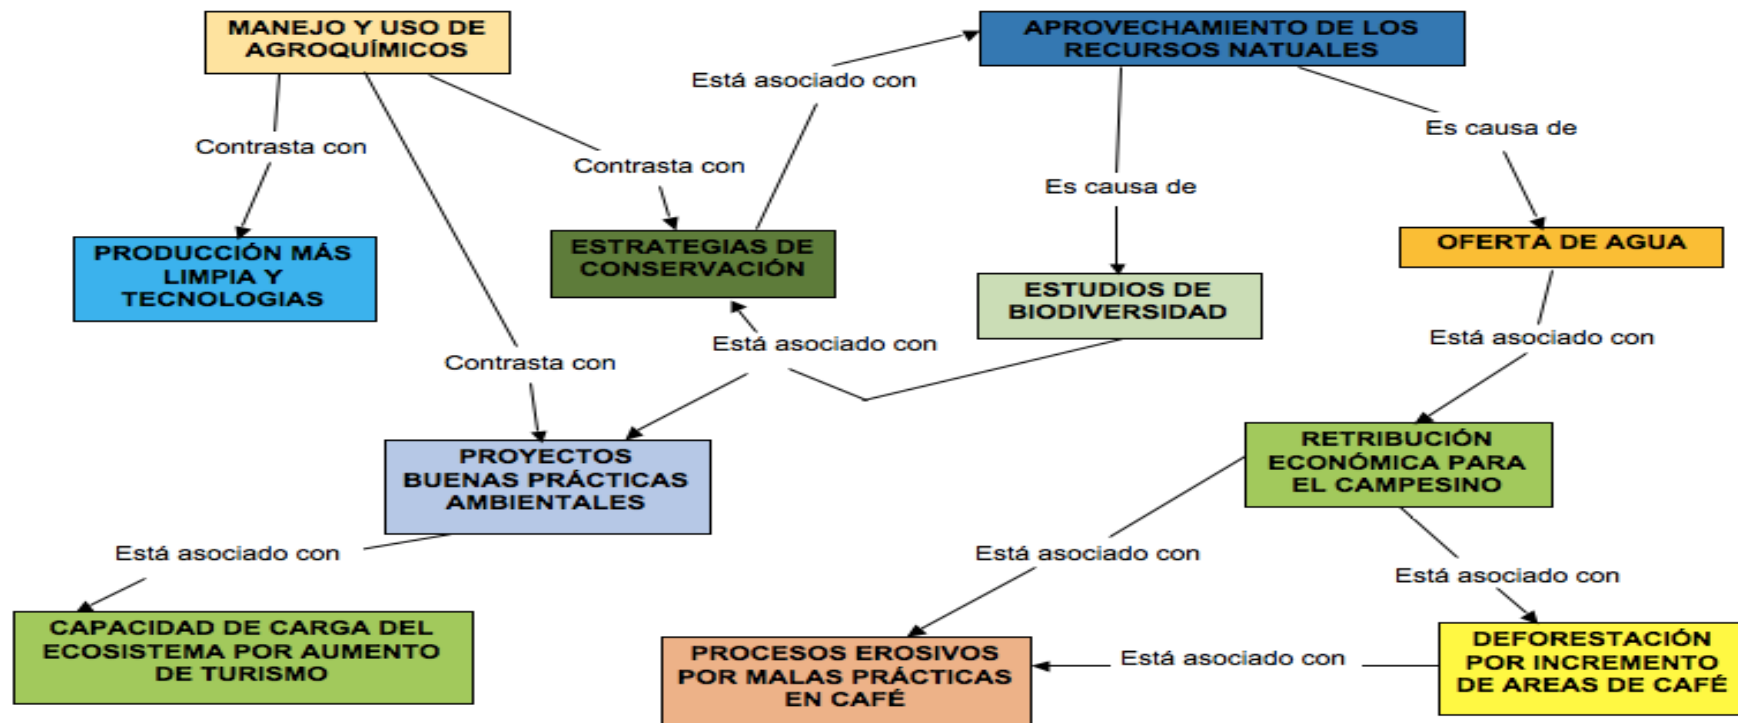 MANEJO Y USO DE
AGROQUÍMICOS
APROVECHAMIENTO DE LOS
RECURSOS NATUALES
Está asociado con
Contrasta con
Contrasta con
Es causa de
Es causa de
PRODUCCIÓN MÁS
LIMPIA Y
TECNOLOGIAS
ESTRATEGIAS DE
CONSERVACIÓN
OFERTA DE AGUA
ESTUDIOS DE
BIODIVERSIDAD
Contrasta con
Está asociado con
Está asociado con
PROYECTOS
BUENAS PRÁCTICAS
AMBIENTALES
RETRIBUCIÓN
ECONÓMICA PARA
EL CAMPESINO
Está asociado con
Está asociado con
Está asociado con
CAPACIDAD DE CARGA DEL
ECOSISTEMA POR AUMENTO
DE TURISMO
PROCESOS EROSIVOS
POR MALAS PRÁCTICAS
EN CAFÉ
Está asociado con
DEFORESTACIÓN
POR INCREMENTO
DE AREAS DE CAFÉ